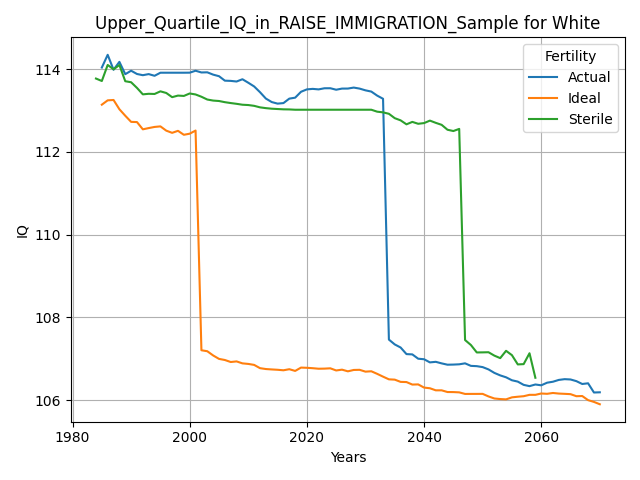 Upper_Quartile_IQ_in_RAISE_IMMIGRATION_Sample for White
Fertility
Actual
Ideal
Sterile
114
112
110
108
106
IQ
1980
2000
2020
2040
2060
Years